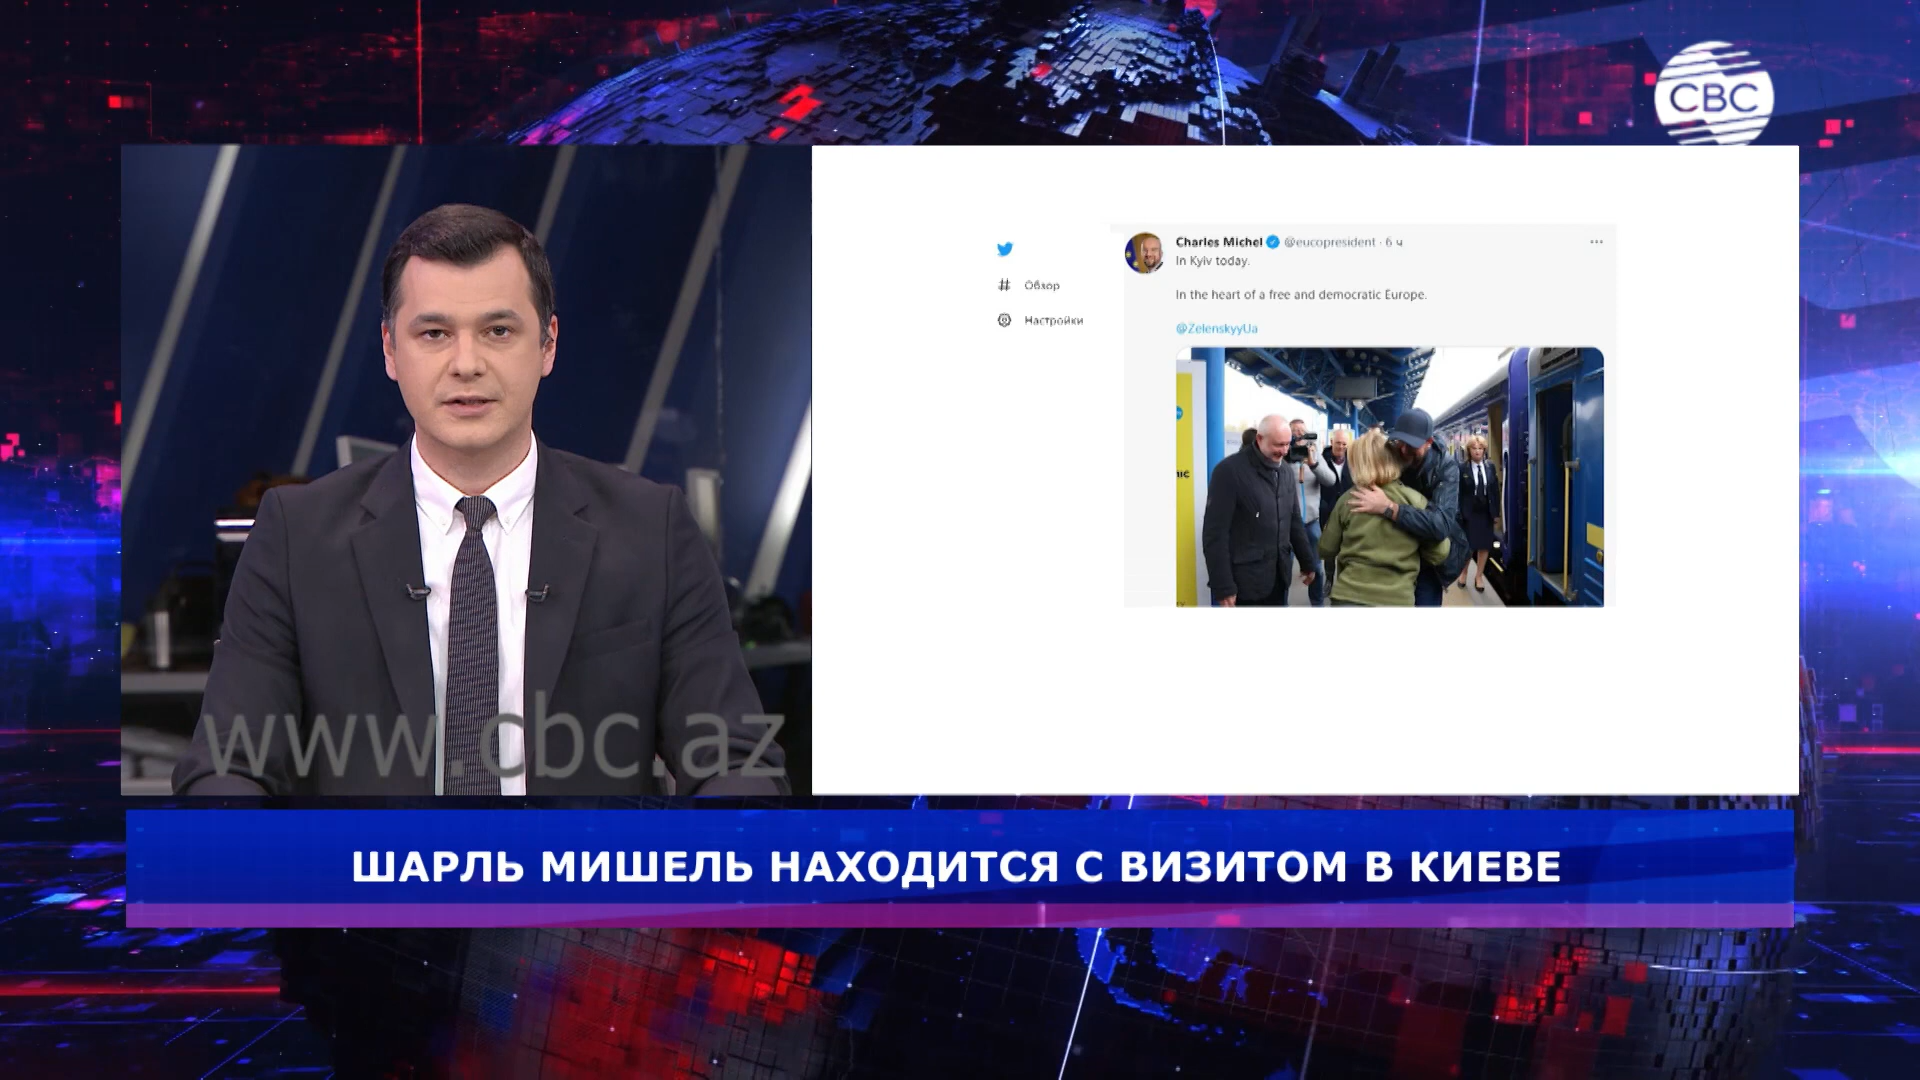 CBC
Charles Michel @eucopresident · 6 ч
In Kyiv today.
In the heart of a free and democratic Europe.
@ZelenskyyUa
# Обзор
Настройки
www.cbc.az
ШАРЛЬ МИШЕЛЬ НАХОДИТСЯ С ВИЗИТОМ В КИЕВЕ